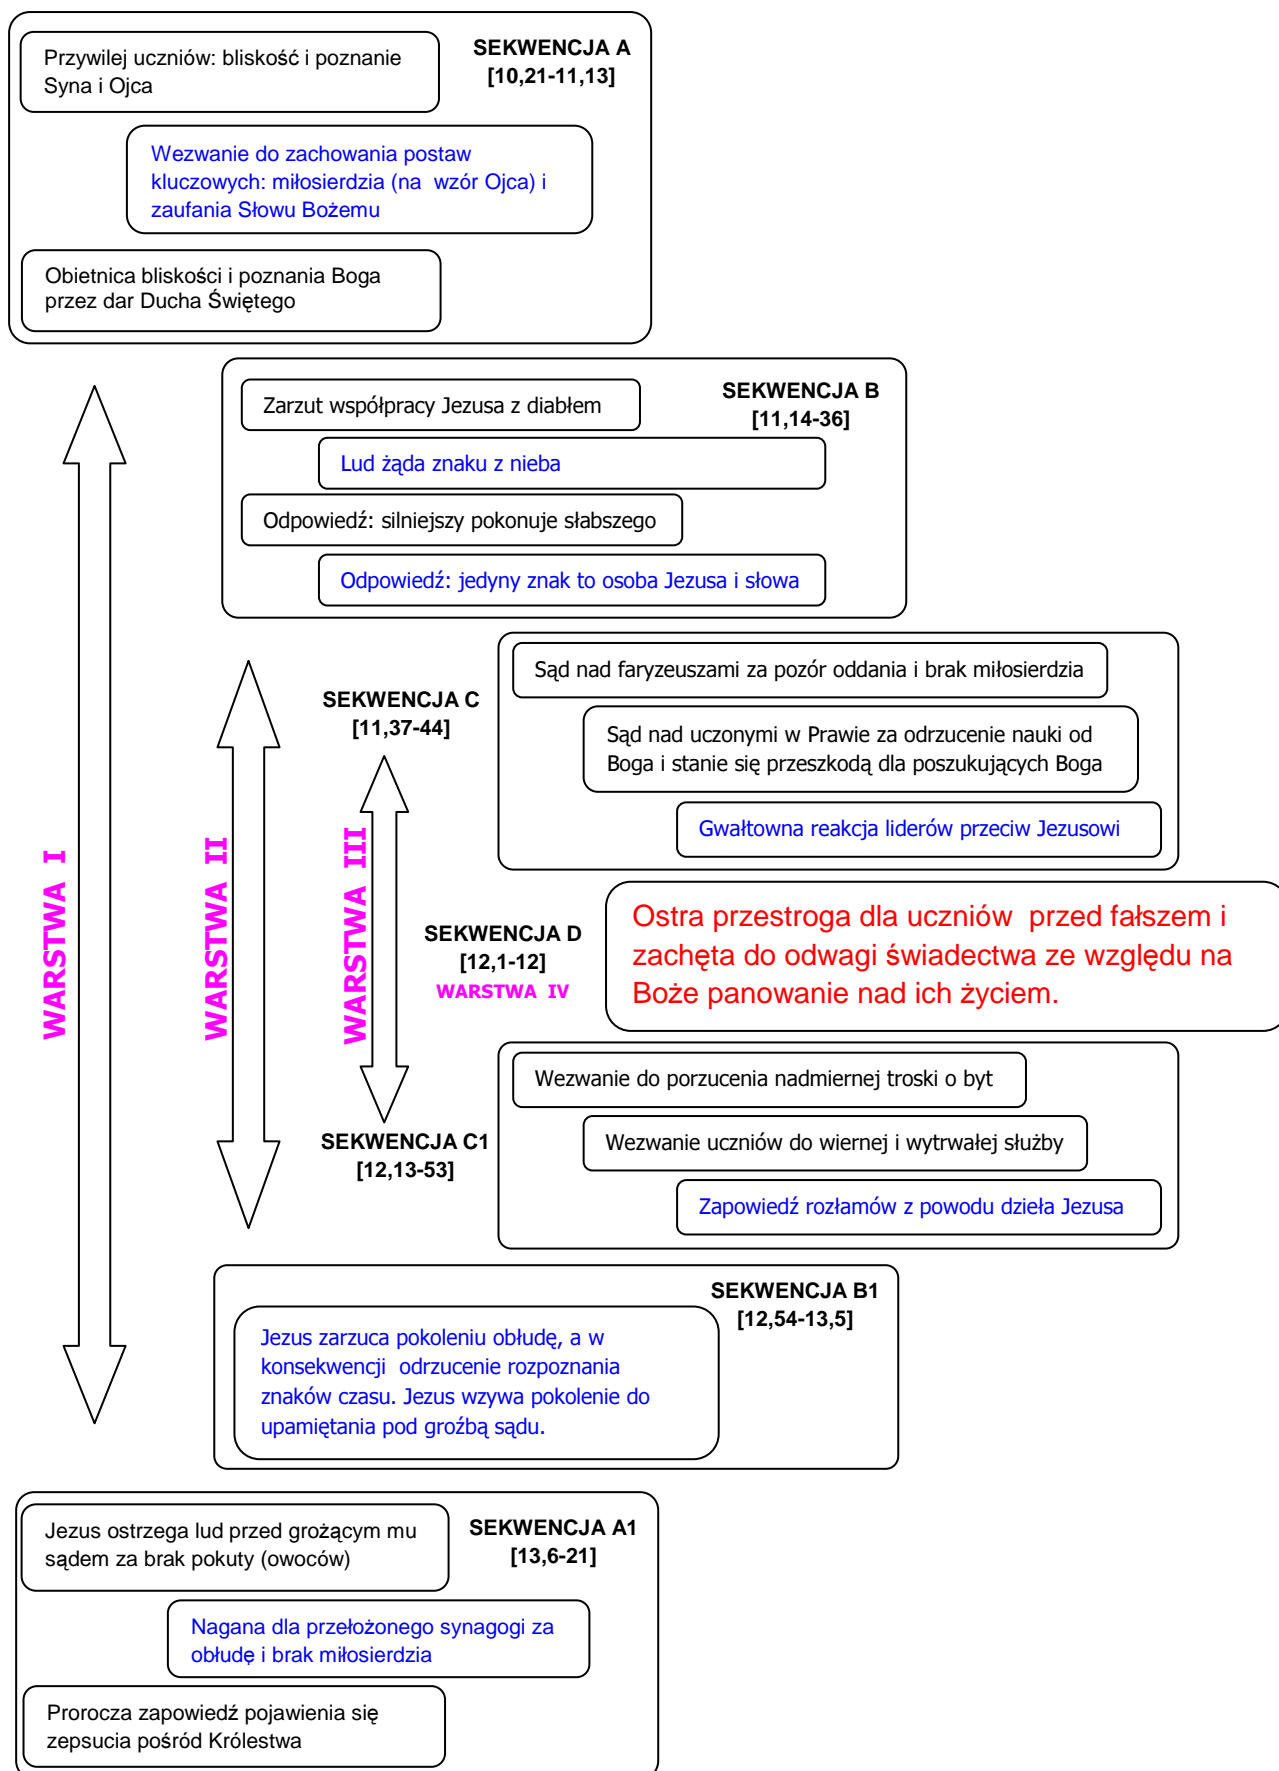 SEKWENCJA A
[10,21-11,13]
Przywilej uczniów: bliskość i poznanie
Syna i Ojca
Wezwanie do zachowania postaw
kluczowych: miłosierdzia (na  wzór Ojca) i
zaufania Słowu Bożemu
Obietnica bliskości i poznania Boga
przez dar Ducha Świętego
SEKWENCJA B
[11,14-36]
Zarzut współpracy Jezusa z diabłem
Lud żąda znaku z nieba
Odpowiedź: silniejszy pokonuje słabszego
Odpowiedź: jedyny znak to osoba Jezusa i słowa
SEKWENCJA C
[11,37-44]
Sąd nad faryzeuszami za pozór oddania i brak miłosierdzia
Sąd nad uczonymi w Prawie za odrzucenie nauki od
Boga i stanie się przeszkodą dla poszukujących Boga
Gwałtowna reakcja liderów przeciw Jezusowi
WARSTWA I
WARSTWA II
WARSTWA III
SEKWENCJA D
[12,1-12]
WARSTWA IV
Ostra przestroga dla uczniów  przed fałszem i
zachęta do odwagi świadectwa ze względu na
Boże panowanie nad ich życiem.
SEKWENCJA C1
[12,13-53]
Wezwanie do porzucenia nadmiernej troski o byt
Wezwanie uczniów do wiernej i wytrwałej służby
Zapowiedź rozłamów z powodu dzieła Jezusa
SEKWENCJA B1
[12,54-13,5]
Jezus zarzuca pokoleniu obłudę, a w
konsekwencji  odrzucenie rozpoznania
znaków czasu. Jezus wzywa pokolenie do
upamiętania pod groźbą sądu.
SEKWENCJA A1
[13,6-21]
Jezus ostrzega lud przed grożącym mu
sądem za brak pokuty (owoców)
Nagana dla przełożonego synagogi za
obłudę i brak miłosierdzia
Prorocza zapowiedź pojawienia się
zepsucia pośród Królestwa